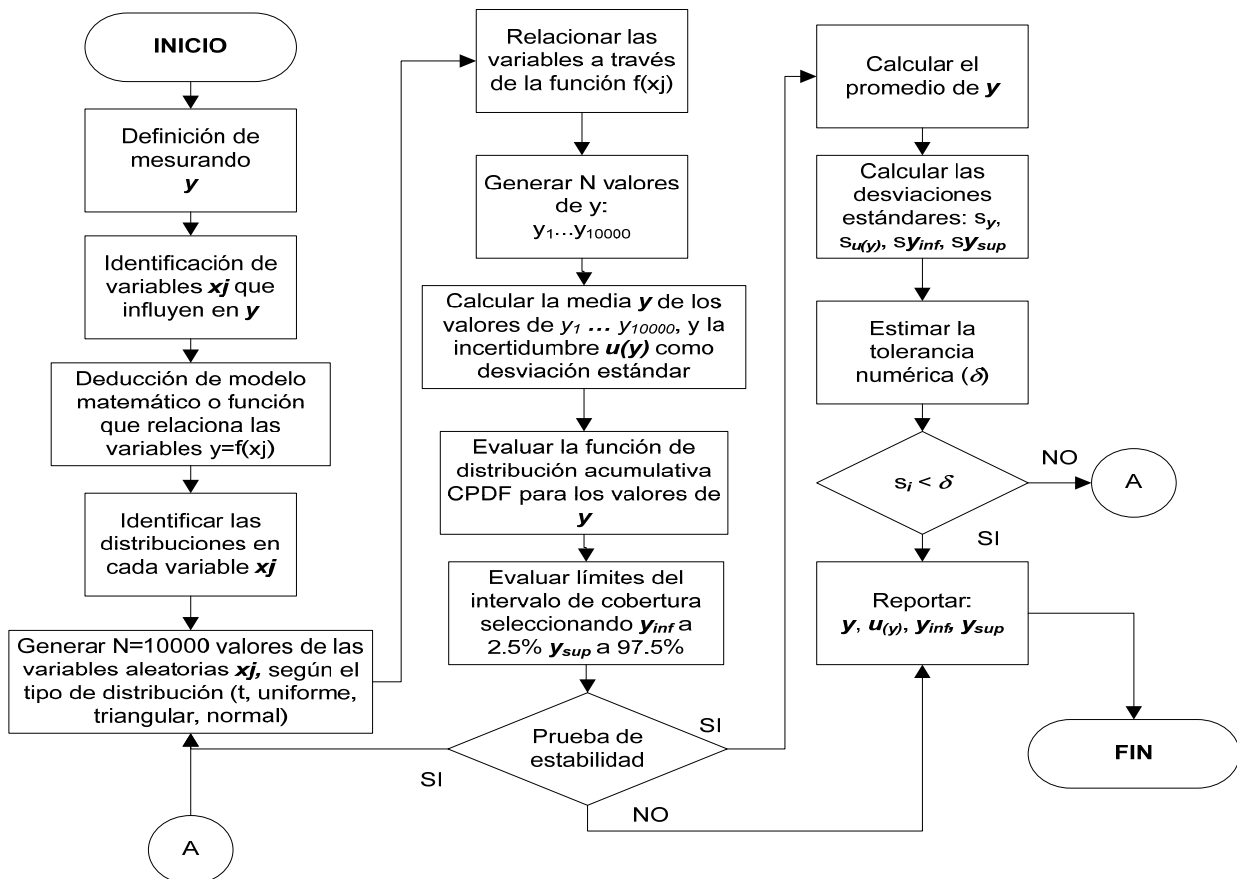 INICIO
Definición de
mesurando
y
Identificación de
variables xj que
influyen en y
Deducción de modelo
matemático o función
que relaciona las
variables y=f(xj)
Identificar las
distribuciones en
cada variable xj
Generar N=10000 valores de las
variables aleatorias xj, según el
tipo de distribución (t, uniforme,
triangular, normal)
A
Relacionar las
variables a través
de la función f(xj)
Generar N valores
de y:
y1...y10000
Calcular la media y de los
valores de y1 ... y10000, y la
incertidumbre u(y) como
desviación estándar
Evaluar la función de
distribución acumulativa
CPDF para los valores de
y
Evaluar límites del
intervalo de cobertura
seleccionando yinf a
2.5% ysup a 97.5%
Prueba de
estabilidad
SI
SI
NO
Calcular el
promedio de y
Calcular las
desviaciones
estándares: sy,
su(y), syinf, sysup
Estimar la
tolerancia
numérica (δ)
si < δ
NO
A
SI
Reportar:
y, u(y), yinf, ysup
FIN